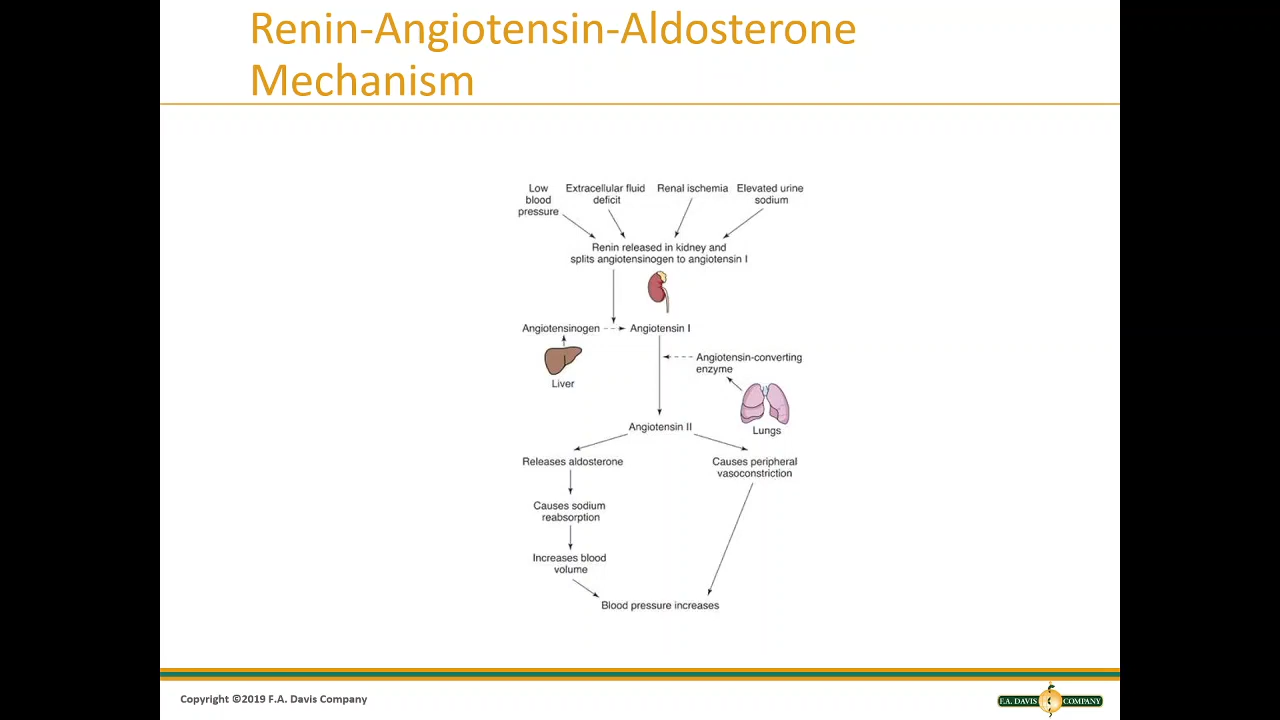 Renin-Angiotensin-Aldosterone
Mechanism
Low
blood
pressure
Extracellular fluid
deficit
Renal ischemia
Elevated urine
sodium
Renin released in kidney and
splits angiotensinogen to angiotensin I
Angiotensinogen
Angiotensin I
Liver
Angiotensin-converting
enzyme
Lungs
Angiotensin II
Releases aldosterone
Causes peripheral
vasoconstriction
Causes sodium
reabsorption
Increases blood
volume
Blood pressure increases
Copyright ©2019 F.A. Davis Company
F.A. DAVIS COMPANY